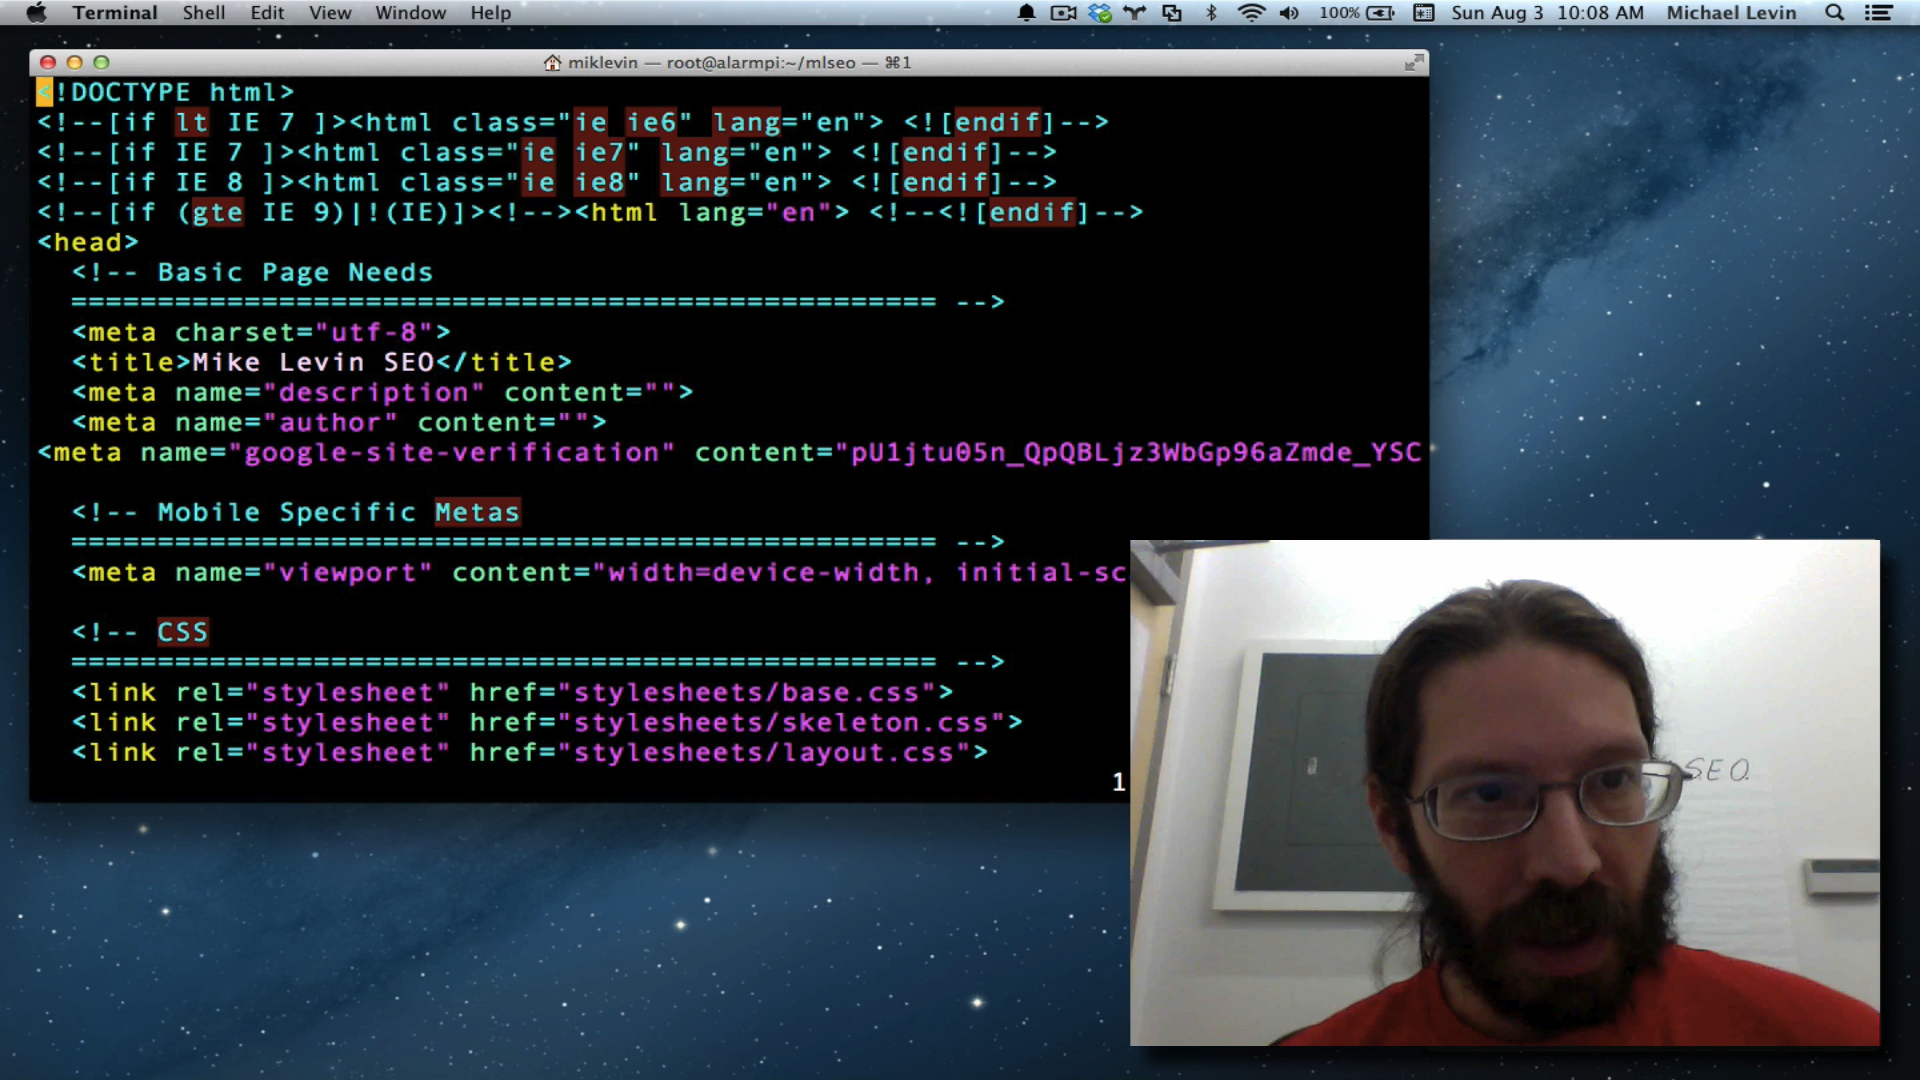 Terminal Shell Edit View Window Help 100% Sun Aug 3 10:08 AM Michael Levin
miklevin — root@alarmpi:~/mlseo — ⌘1
<!DOCTYPE html>
<!--[if lt IE 7 ]><html class="ie ie6" lang="en"> <![endif]-->
<!--[if IE 7 ]><html class="ie ie7" lang="en"> <![endif]-->
<!--[if IE 8 ]><html class="ie ie8" lang="en"> <![endif]-->
<!--[if (gte IE 9)|!(IE)]><!--><html lang="en"> <!--<![endif]-->
<head>
<!-- Basic Page Needs
================================================== -->
<meta charset="utf-8">
<title>Mike Levin SEO</title>
<meta name="description" content="">
<meta name="author" content="">
<meta name="google-site-verification" content="pU1jtu05n_QpQBLjz3WbGp96aZmde_YSC
<!-- Mobile Specific Metas
================================================== -->
<meta name="viewport" content="width=device-width, initial-sc
<!-- CSS
================================================== -->
<link rel="stylesheet" href="stylesheets/base.css">
<link rel="stylesheet" href="stylesheets/skeleton.css">
<link rel="stylesheet" href="stylesheets/layout.css">
1
SEO.